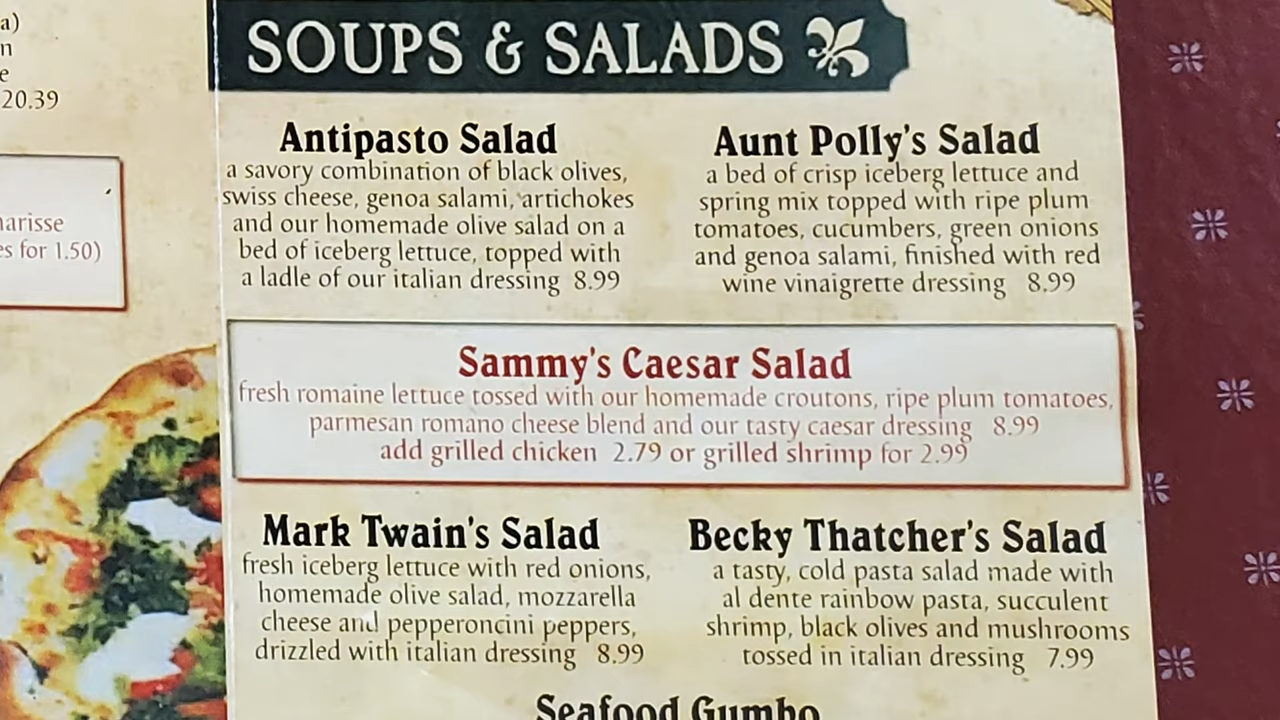 a)
n
e
20.39
es for 1.50)
SOUPS & SALADS
Antipasto Salad
a savory combination of black olives,
swiss cheese, genoa salami, artichokes
and our homemade olive salad on a
bed of iceberg lettuce, topped with
a ladle of our italian dressing 8.99
Aunt Polly's Salad
a bed of crisp iceberg lettuce and
spring mix topped with ripe plum
tomatoes, cucumbers, green onions
and genoa salami, finished with red
wine vinaigrette dressing 8.99
Sammy's Caesar Salad
fresh romaine lettuce tossed with our homemade croutons, ripe plum tomatoes,
parmesan romano cheese blend and our tasty caesar dressing 8.99
add grilled chicken 2.79 or grilled shrimp for 2.99
Mark Twain's Salad
fresh iceberg lettuce with red onions,
homemade olive salad, mozzarella
cheese and pepperoncini peppers,
drizzled with italian dressing 8.99
Becky Thatcher's Salad
a tasty, cold pasta salad made with
al dente rainbow pasta, succulent
shrimp, black olives and mushrooms
tossed in italian dressing 7.99
Seafood Gumbo